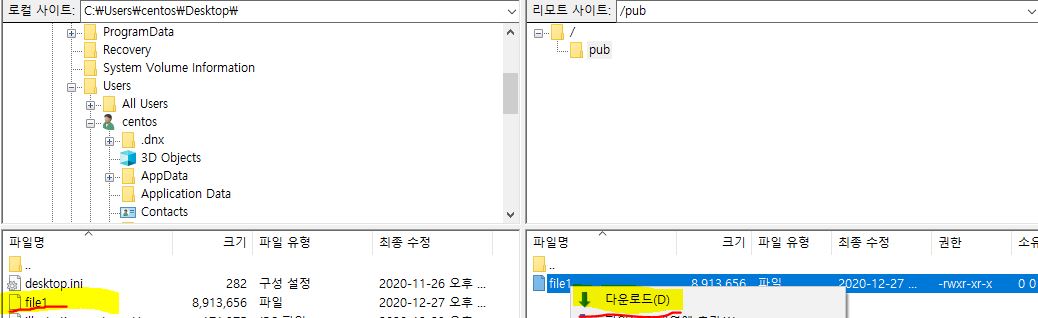 로컬 사이트: C:\Users\centos\Desktop\
ProgramData
Recovery
System Volume Information
Users
All Users
centos
.dnx
3D Objects
AppData
Application Data
Contacts
파일명 크기 파일 유형 최종 수정
..
desktop.ini 282 구성 설정 2020-11-26 오후 ...
file1 8,913,656 파일 2020-12-27 오후 ...
리모트 사이트: /pub
/
pub
파일명 크기 파일 유형 최종 수정 권한 소유
..
file1 8,913,656 파일 2020-12-27 ... -rwxr-xr-x 0 0
다운로드(D)